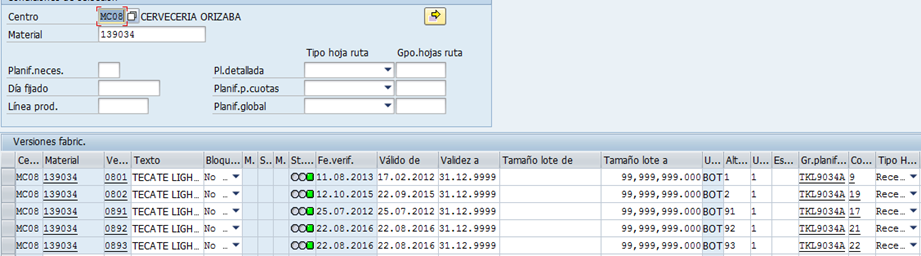 Condiciones de selección
Centro MC08 CERVECERIA ORIZABA
Material 139034
Tipo hoja ruta Gpo.hojas ruta
Planif.neces. Pl.detallada
Día fijado Planif.p.cuotas
Línea prod. Planif.global
Versiones fabric.
Ce... Material Ve... Texto Bloqu... M. S... M. St.... Fe.verif. Válido de Validez a Tamaño lote de Tamaño lote a U... Alt... U... Es... Gr.planif... Co... Tipo H...
MC08 139034 0801 TECATE LIGH... No ... 11.08.2013 17.02.2012 31.12.9999 99,999,999.000 BOT 1 1 TKL9034A 9 Rece...
MC08 139034 0802 TECATE LIGH... No ... 12.10.2015 22.09.2015 31.12.9999 99,999,999.000 BOT 2 1 TKL9034A 19 Rece...
MC08 139034 0891 TECATE LIGH... No ... 25.07.2012 25.07.2012 31.12.9999 99,999,999.000 BOT 91 1 TKL9034A 17 Rece...
MC08 139034 0892 TECATE LIGH... No ... 22.08.2016 22.08.2016 31.12.9999 99,999,999.000 BOT 92 1 TKL9034A 21 Rece...
MC08 139034 0893 TECATE LIGH... No ... 22.08.2016 22.08.2016 31.12.9999 99,999,999.000 BOT 93 1 TKL9034A 22 Rece...